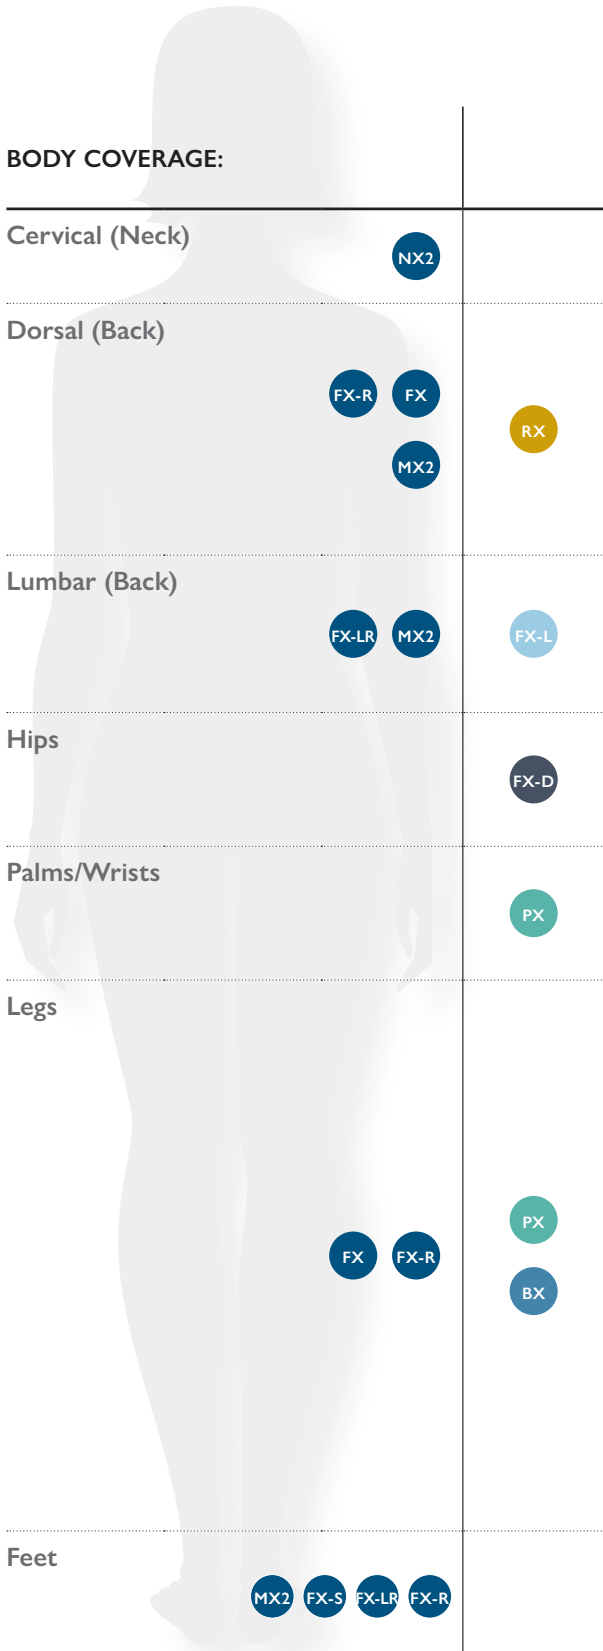 BODY COVERAGE:
Cervical (Neck)
NX2
Dorsal (Back)
FX-R FX
RX
MX2
Lumbar (Back)
FX-LR MX2 FX-L
Hips
FX-D
Palms/Wrists
PX
Legs
PX
FX FX-R
BX
Feet
MX2 FX-S FX-LR FX-R